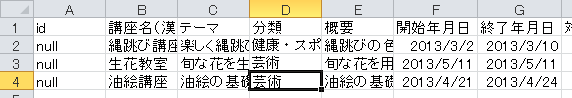 A B C D E F G
1 id 講座名(漢 テーマ 分類 概要 開始年月日 終了年月日
2 null 縄跳び講座 楽しく縄跳 健康・スポ 縄跳びの 2013/3/2 2013/3/10
3 null 生花教室 旬な花を生 芸術 旬な花を用 2013/5/11 2013/5/11
4 null 油絵講座 油絵の基礎 芸術 油絵の基 2013/4/21 2013/4/24